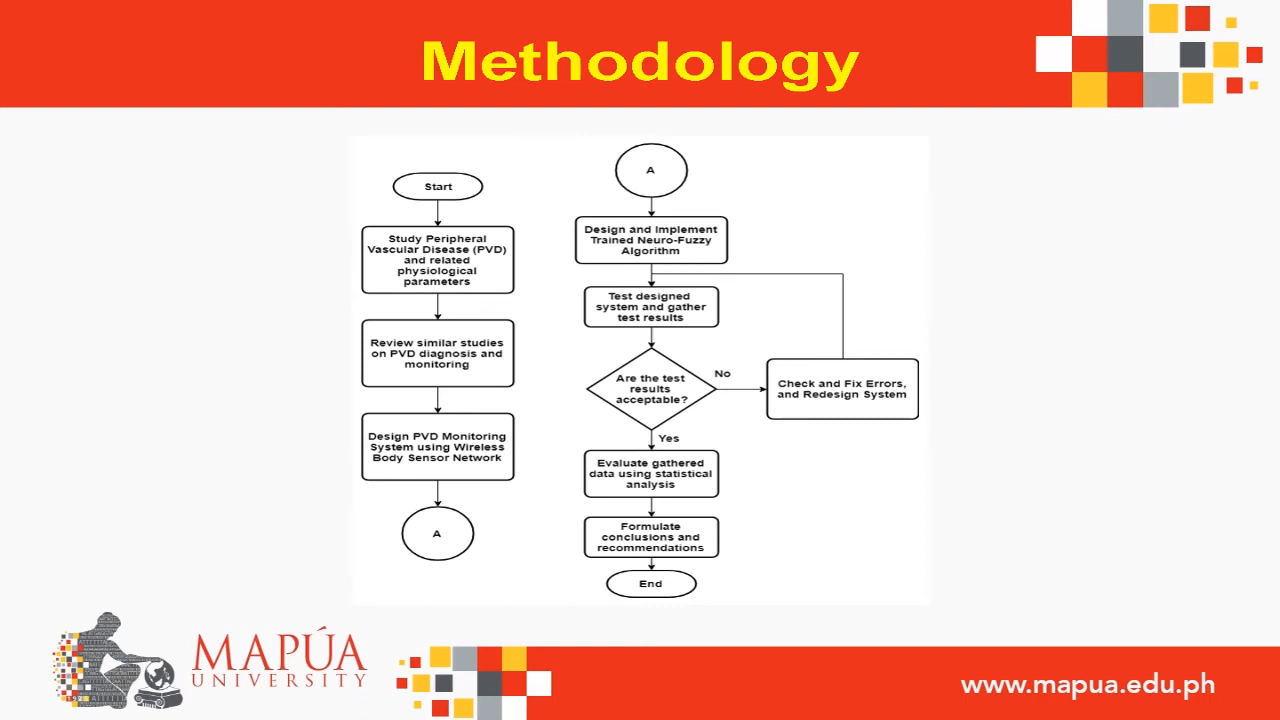 Methodology
Start
Study Peripheral
Vascular Disease (PVD)
and related
physiological
parameters
Review similar studies
on PVD diagnosis and
monitoring
Design PVD Monitoring
System using Wireless
Body Sensor Network
A
A
Design and Implement
Trained Neuro-Fuzzy
Algorithm
Test designed
system and gather
test results
Are the test
results
acceptable?
No
Check and Fix Errors,
and Redesign System
Yes
Evaluate gathered
data using statistical
analysis
Formulate
conclusions and
recommendations
End
MAPÚA
UNIVERSITY
www.mapua.edu.ph